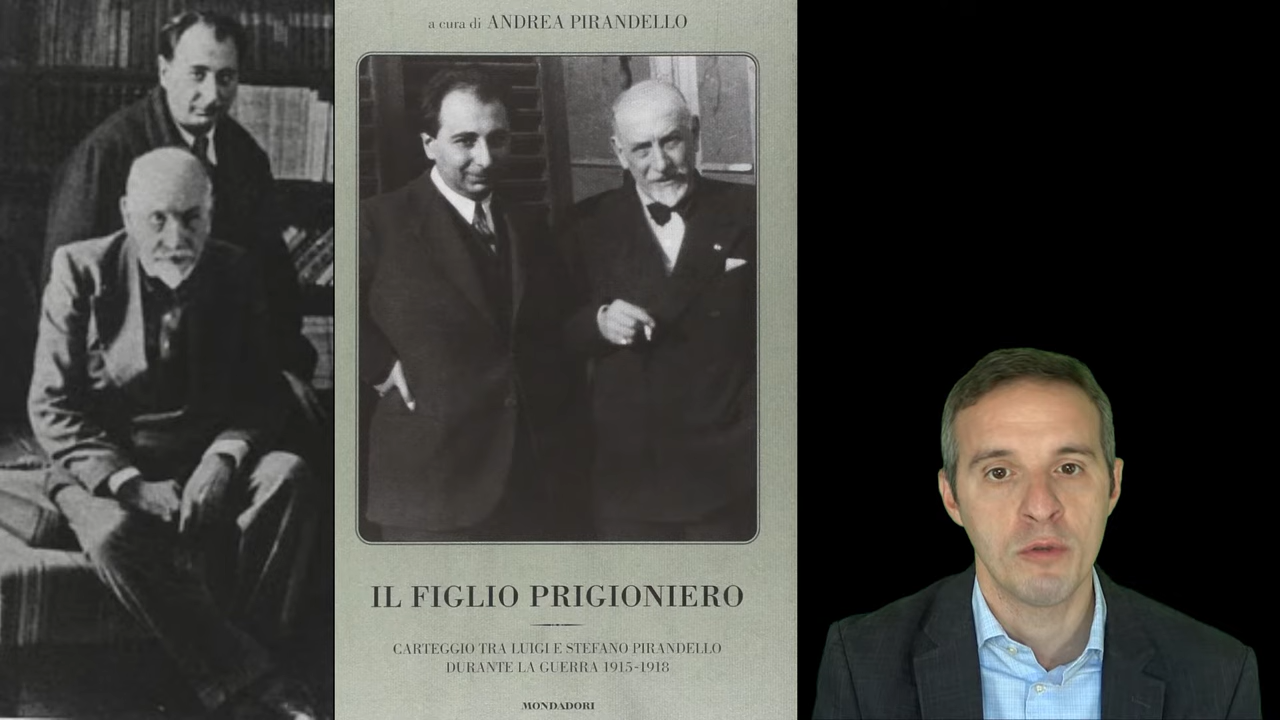 a cura di ANDREA PIRANDELLO
IL FIGLIO PRIGIONIERO
CARTEGGIO TRA LUIGI E STEFANO PIRANDELLO
DURANTE LA GUERRA 1915-1918
MONDADORI